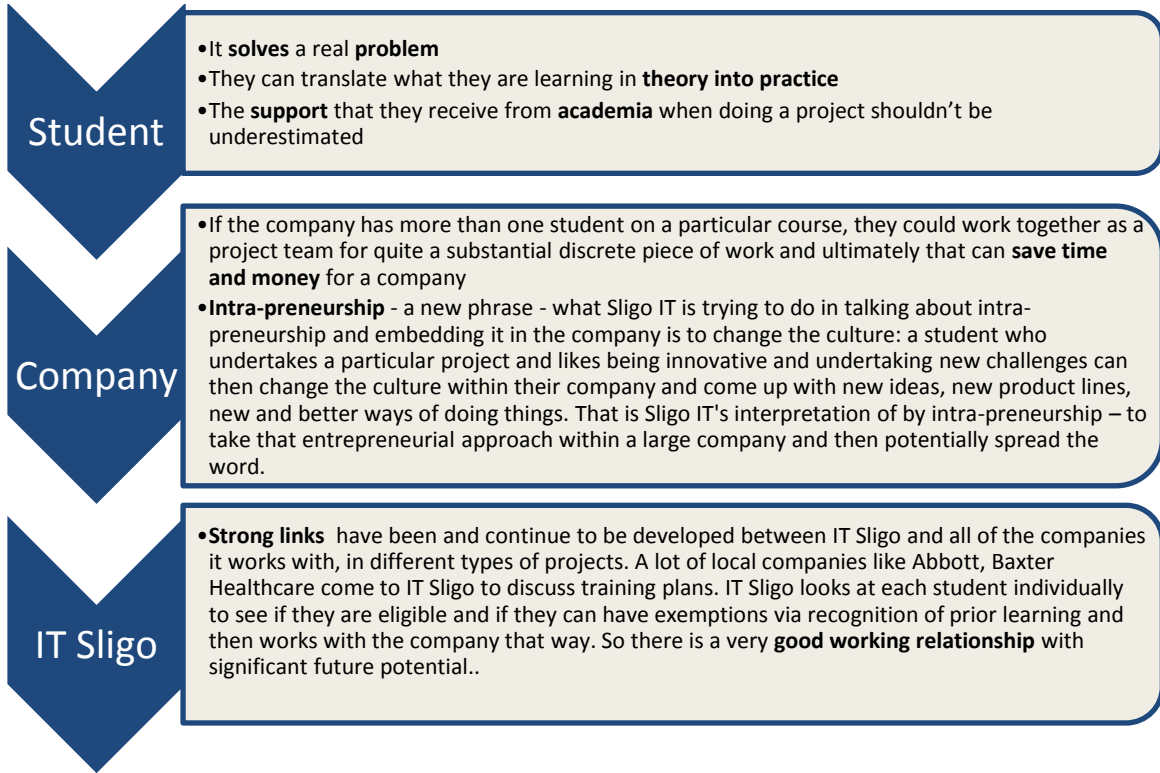 Student
•It solves a real problem
•They can translate what they are learning in theory into practice
•The support that they receive from academia when doing a project shouldn’t be
underestimated
Company
•If the company has more than one student on a particular course, they could work together as a
project team for quite a substantial discrete piece of work and ultimately that can save time
and money for a company
•Intra-preneurship - a new phrase - what Sligo IT is trying to do in talking about intra-
preneurship and embedding it in the company is to change the culture: a student who
undertakes a particular project and likes being innovative and undertaking new challenges can
then change the culture within their company and come up with new ideas, new product lines,
new and better ways of doing things. That is Sligo IT's interpretation of by intra-preneurship – to
take that entrepreneurial approach within a large company and then potentially spread the
word.
IT Sligo
•Strong links have been and continue to be developed between IT Sligo and all of the companies
it works with, in different types of projects. A lot of local companies like Abbott, Baxter
Healthcare come to IT Sligo to discuss training plans. IT Sligo looks at each student individually
to see if they are eligible and if they can have exemptions via recognition of prior learning and
then works with the company that way. So there is a very good working relationship with
significant future potential..